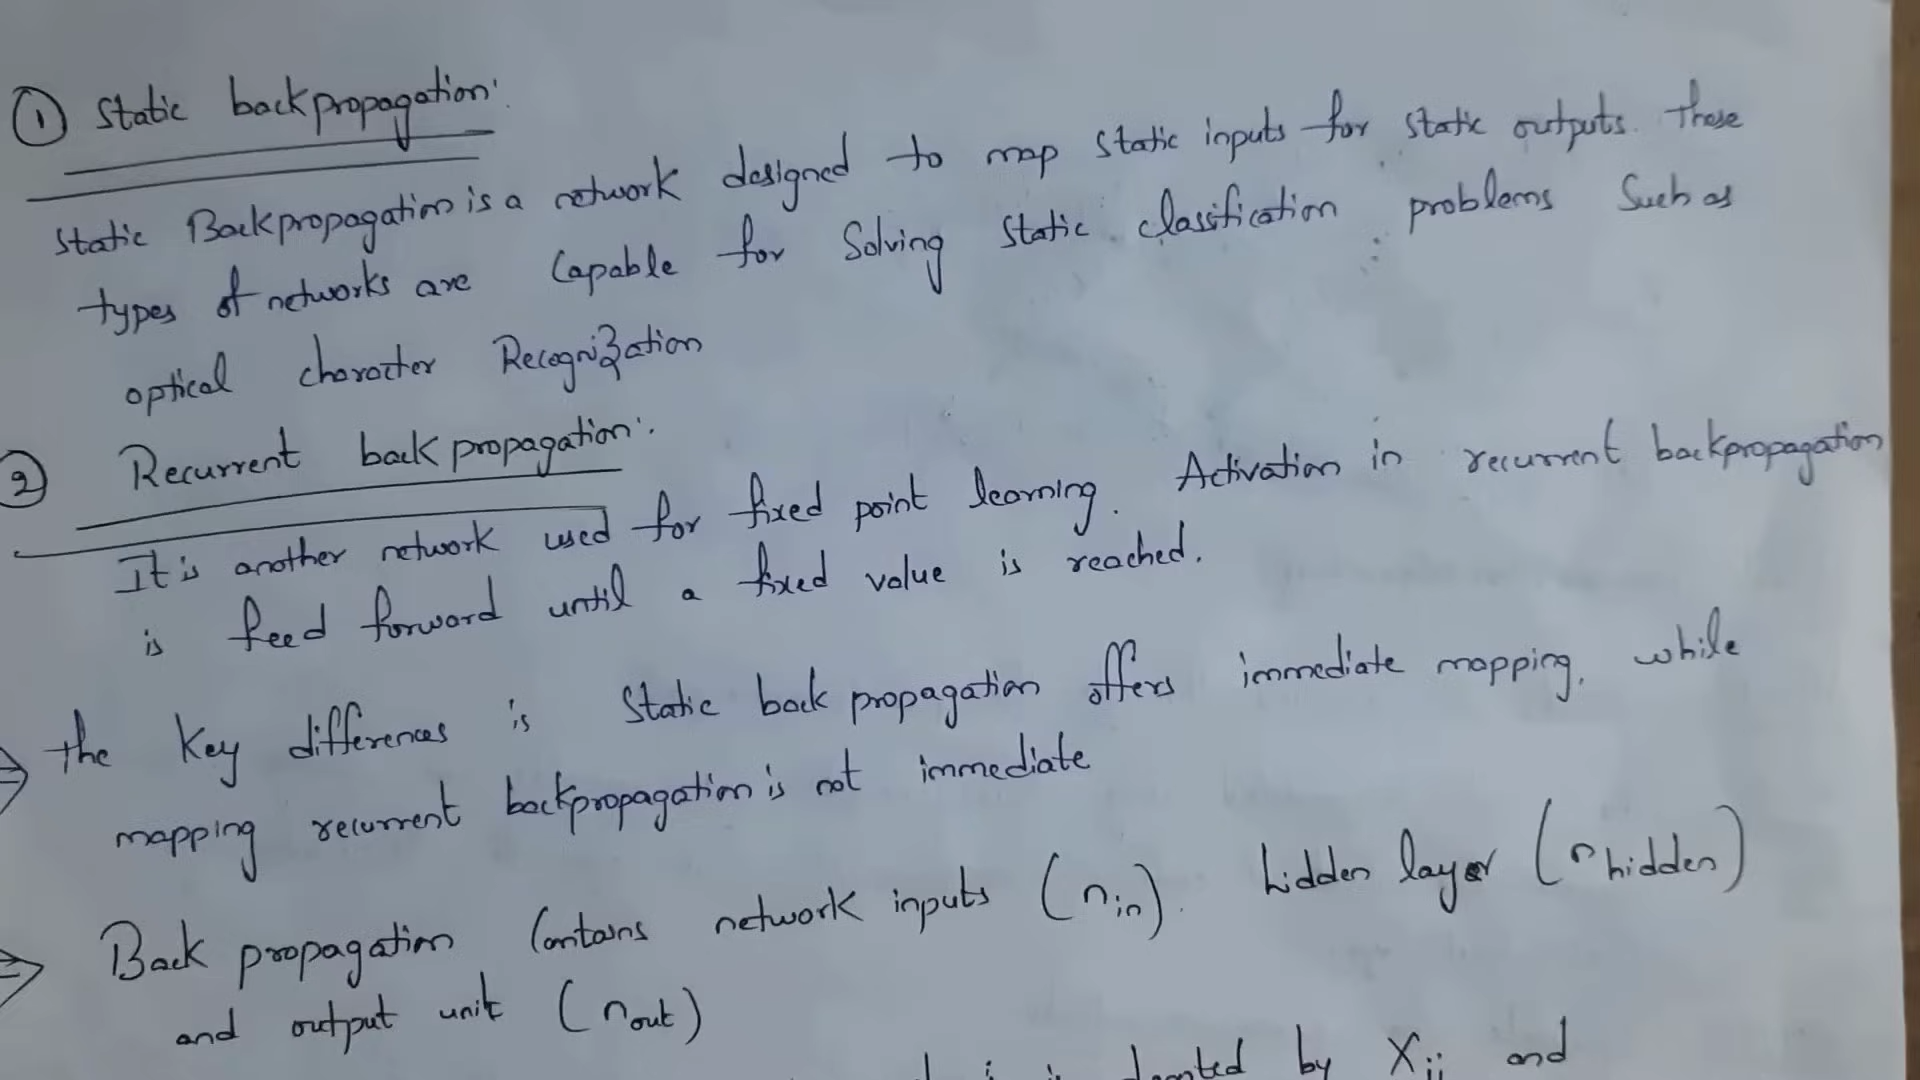 ① Static backpropagation:
Static Backpropagation is a network designed to map static inputs for static outputs. These
types of networks are Capable for Solving Static classification problems Such as
optical character Recognization
② Recurrent back propagation:
It is another network used for fixed point learning. Activation in recurrent backpropagation
is feed forward until a fixed value is reached.
⇒ the key differences is Static back propagation offers immediate mapping, while
mapping recurrent backpropagation is not immediate
⇒ Back propagation Contains network inputs (n_in). hidden layer (n_hidden)
and output unit (n_out)
by X_ji and